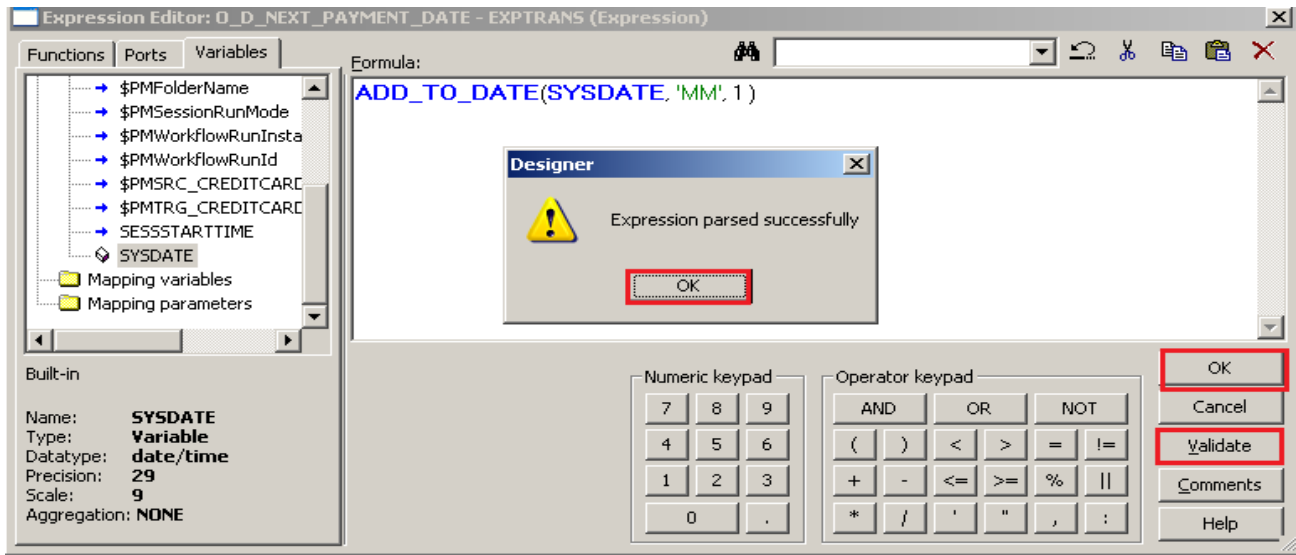 Expression Editor: O_D_NEXT_PAYMENT_DATE - EXPTRANS (Expression)
Functions Ports Variables
Formula:
$PMFolderName
$PMSessionRunMode
$PMWorkflowRunInsta
$PMWorkflowRunId
$PMSRC_CREDITCARD
$PMTRG_CREDITCARD
SESSSTARTTIME
SYSDATE
Mapping variables
Mapping parameters
ADD_TO_DATE(SYSDATE, 'MM', 1 )
Designer
Expression parsed successfully
OK
Built-in
Name: SYSDATE
Type: Variable
Datatype: date/time
Precision: 29
Scale: 9
Aggregation: NONE
Numeric keypad
7 8 9
4 5 6
1 2 3
0 .
Operator keypad
AND OR NOT
( ) < > = !=
+ - <= >= % ||
* / ' " , :
OK
Cancel
Validate
Comments
Help